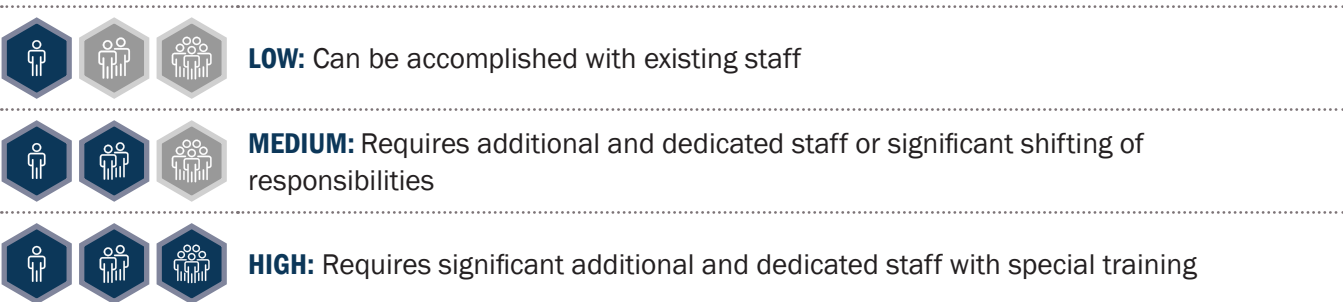 LOW: Can be accomplished with existing staff
MEDIUM: Requires additional and dedicated staff or significant shifting of
responsibilities
HIGH: Requires significant additional and dedicated staff with special training